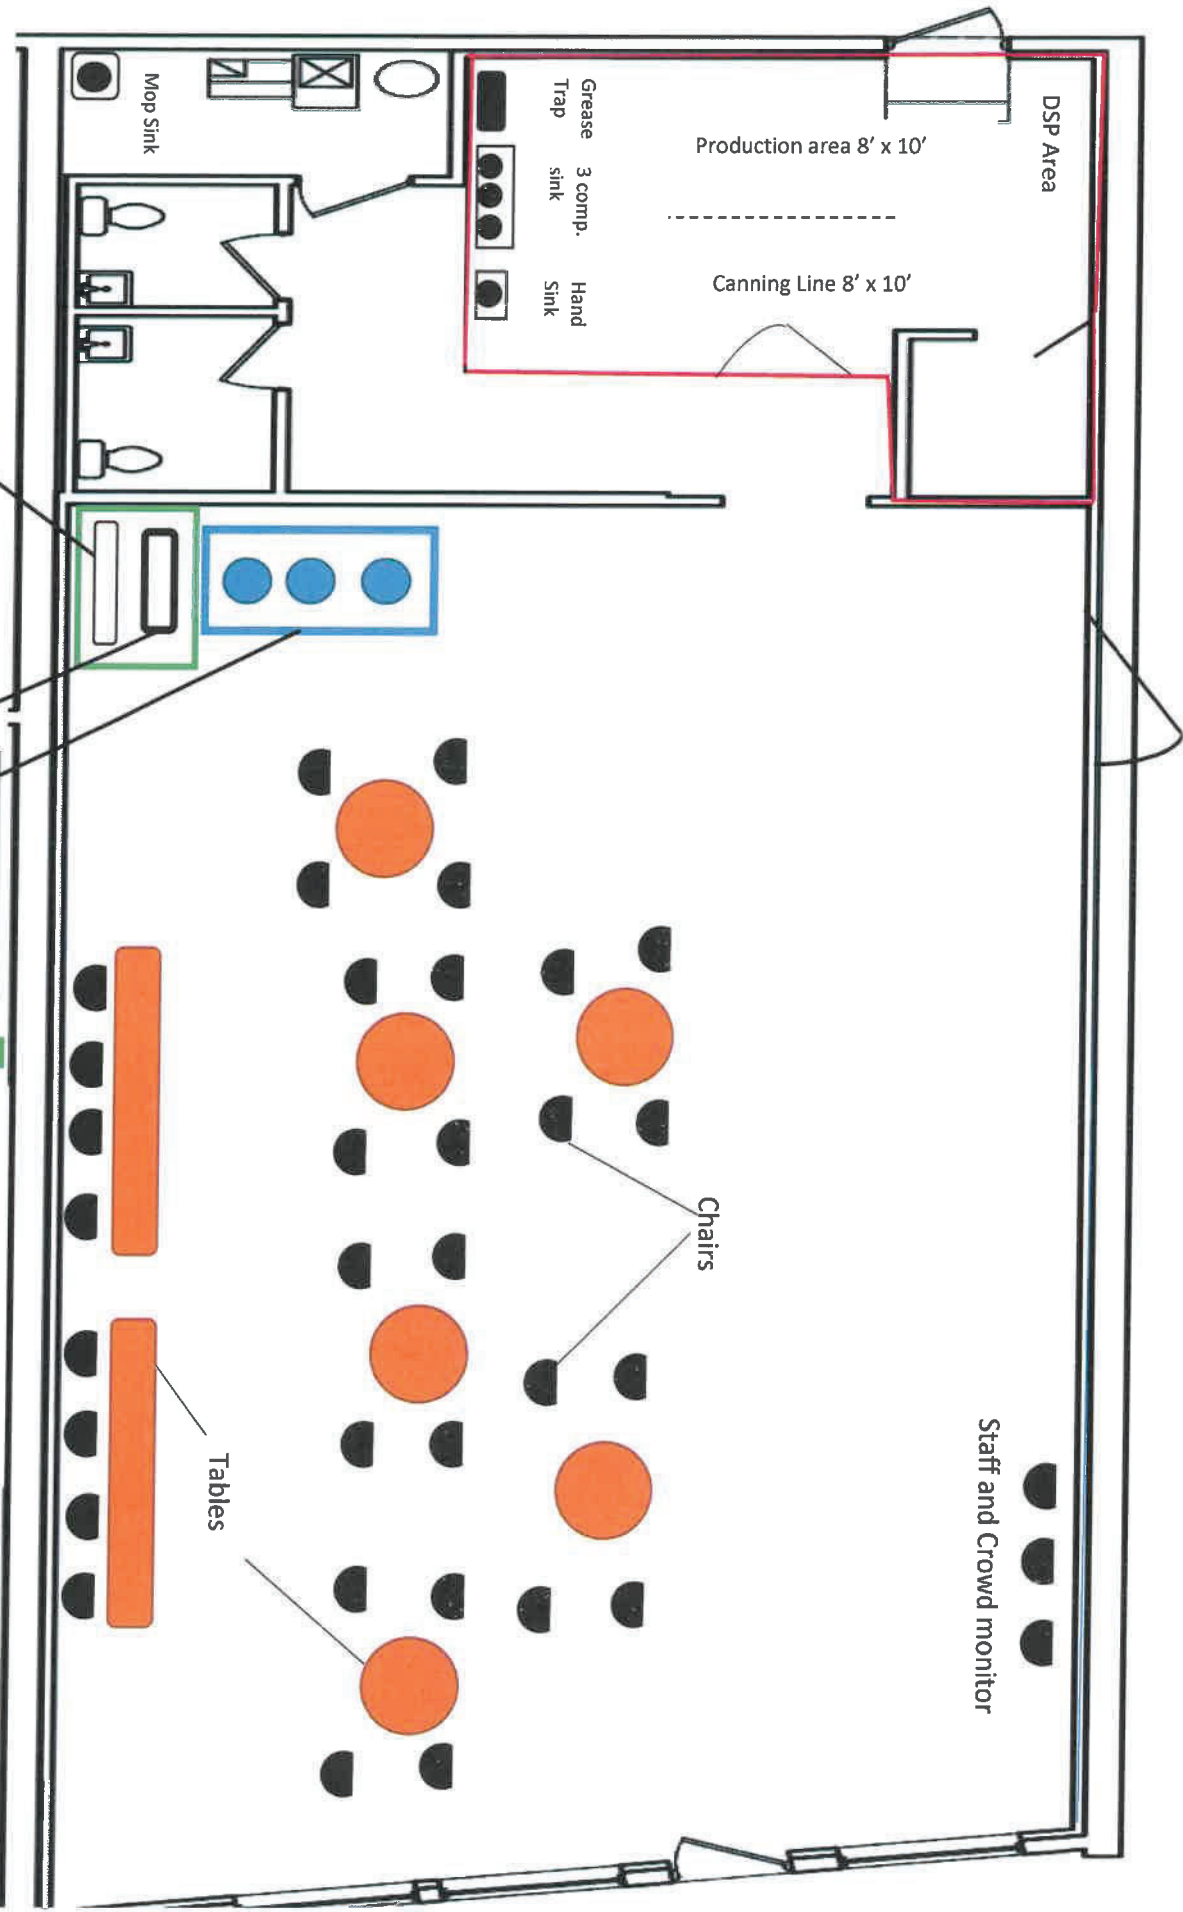 Mop Sink
Grease
Trap
3 comp.
sink
Hand
Sink
Production area 8’ x 10’
Canning Line 8’ x 10’
DSP Area
Chairs
Tables
Staff and Crowd monitor